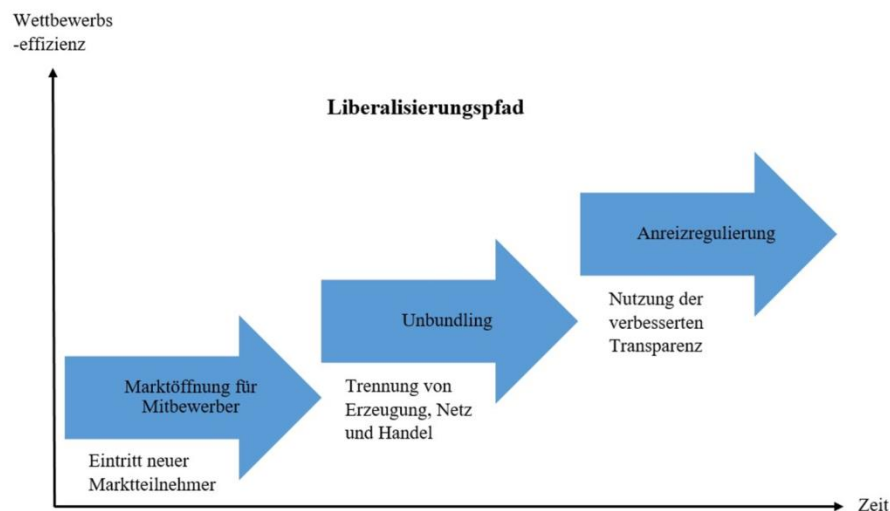 Wettbewerbs
-effizienz
Liberalisierungspfad
Anreizregulierung
Nutzung der
verbesserten
Transparenz
Unbundling
Trennung von
Erzeugung, Netz
und Handel
Marktöffnung für
Mitbewerber
Eintritt neuer
Marktteilnehmer
Zeit